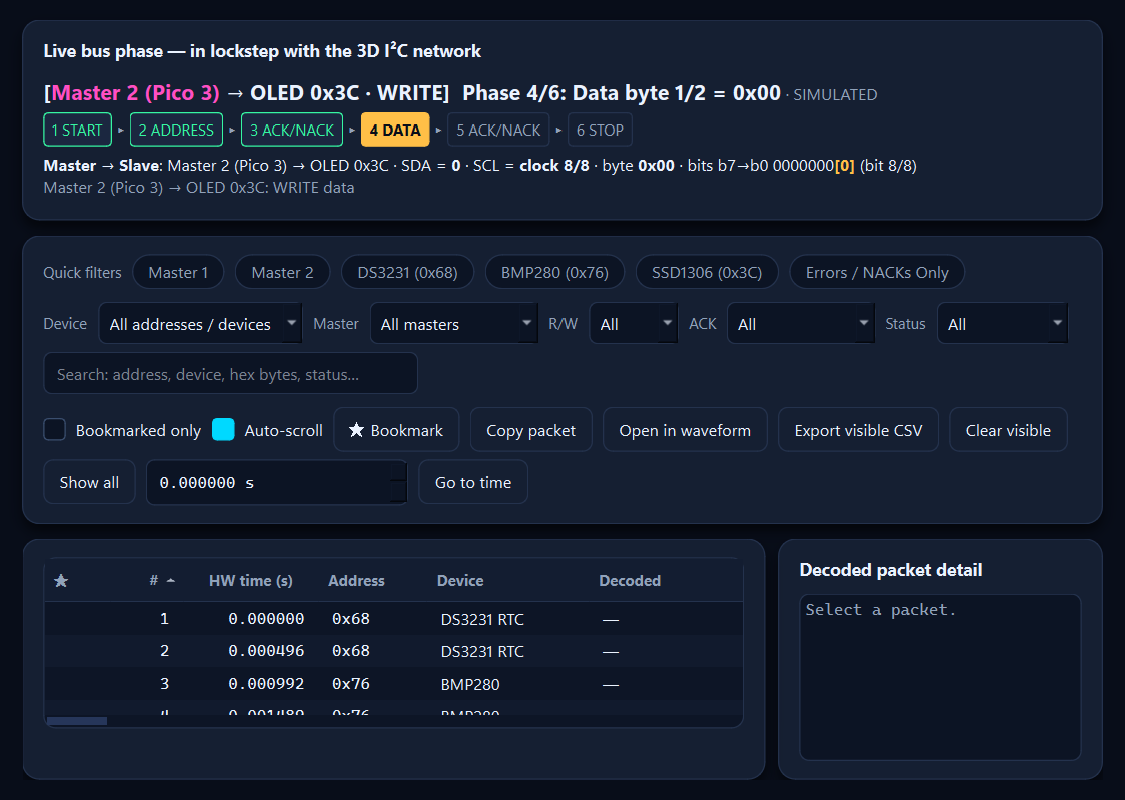 Live bus phase — in lockstep with the 3D I²C network
[Master 2 (Pico 3) → OLED 0x3C · WRITE] Phase 4/6: Data byte 1/2 = 0x00 · SIMULATED
1 START ▸ 2 ADDRESS ▸ 3 ACK/NACK ▸ 4 DATA ▸ 5 ACK/NACK ▸ 6 STOP
Master → Slave: Master 2 (Pico 3) → OLED 0x3C · SDA = 0 · SCL = clock 8/8 · byte 0x00 · bits b7→b0 0000000[0] (bit 8/8)
Master 2 (Pico 3) → OLED 0x3C: WRITE data
Quick filters Master 1 Master 2 DS3231 (0x68) BMP280 (0x76) SSD1306 (0x3C) Errors / NACKs Only
Device All addresses / devices Master All masters R/W All ACK All Status All
Search: address, device, hex bytes, status...
Bookmarked only Auto-scroll ★ Bookmark Copy packet Open in waveform Export visible CSV Clear visible
Show all 0.000000 s Go to time
★ # HW time (s) Address Device Decoded
1 0.000000 0x68 DS3231 RTC —
2 0.000496 0x68 DS3231 RTC —
3 0.000992 0x76 BMP280 —
4 0.001489 0x76 BMP280
Decoded packet detail
Select a packet.